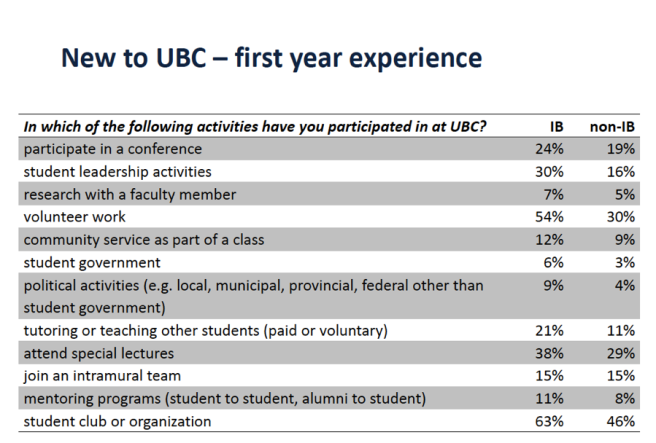 New to UBC – first year experience
In which of the following activities have you participated in at UBC? IB non-IB
participate in a conference 24% 19%
student leadership activities 30% 16%
research with a faculty member 7% 5%
volunteer work 54% 30%
community service as part of a class 12% 9%
student government 6% 3%
political activities (e.g. local, municipal, provincial, federal other than 9% 4%
student government)
tutoring or teaching other students (paid or voluntary) 21% 11%
attend special lectures 38% 29%
join an intramural team 15% 15%
mentoring programs (student to student, alumni to student) 11% 8%
student club or organization 63% 46%